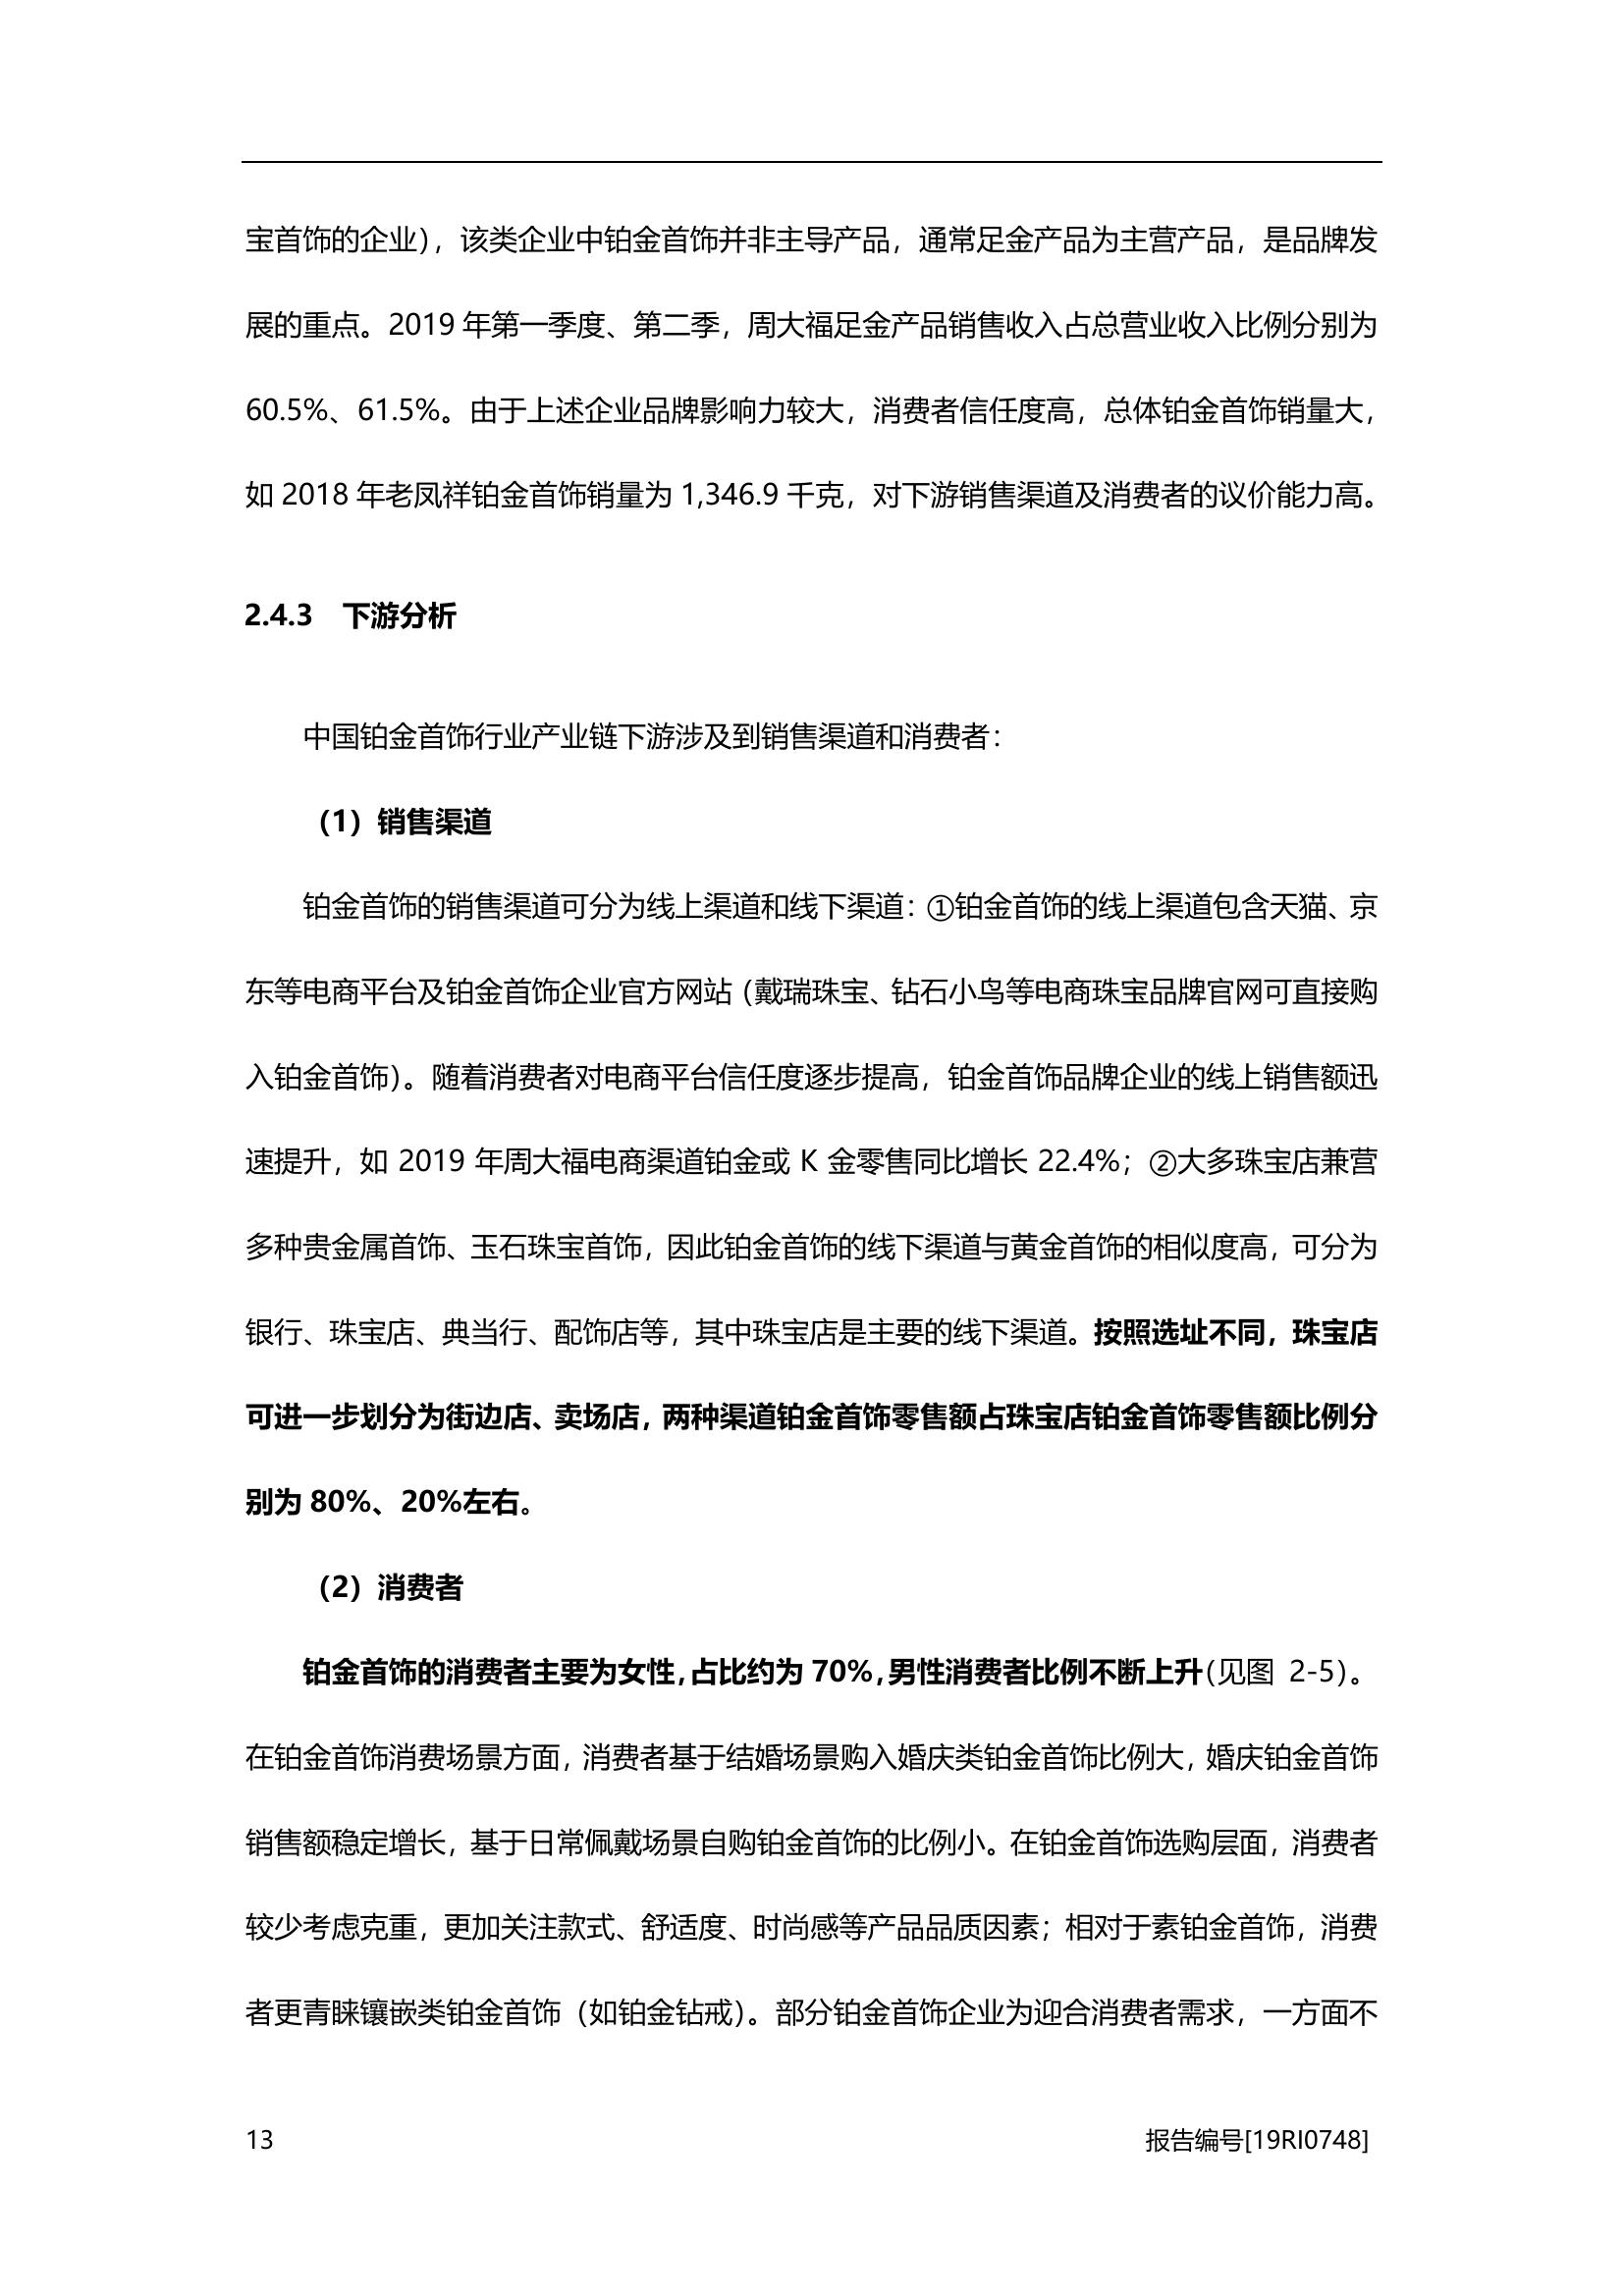 宝首饰的企业），该类企业中铂金首饰并非主导产品，通常足金产品为主营产品，是品牌发
展的重点。2019 年第一季度、第二季，周大福足金产品销售收入占总营业收入比例分别为
60.5%、61.5%。由于上述企业品牌影响力较大，消费者信任度高，总体铂金首饰销量大，
如 2018 年老凤祥铂金首饰销量为 1,346.9 千克，对下游销售渠道及消费者的议价能力高。
2.4.3 下游分析
中国铂金首饰行业产业链下游涉及到销售渠道和消费者：
（1）销售渠道
铂金首饰的销售渠道可分为线上渠道和线下渠道：①铂金首饰的线上渠道包含天猫、京
东等电商平台及铂金首饰企业官方网站（戴瑞珠宝、钻石小鸟等电商珠宝品牌官网可直接购
入铂金首饰）。随着消费者对电商平台信任度逐步提高，铂金首饰品牌企业的线上销售额迅
速提升，如 2019 年周大福电商渠道铂金或 K 金零售同比增长 22.4%；②大多珠宝店兼营
多种贵金属首饰、玉石珠宝首饰，因此铂金首饰的线下渠道与黄金首饰的相似度高，可分为
银行、珠宝店、典当行、配饰店等，其中珠宝店是主要的线下渠道。按照选址不同，珠宝店
可进一步划分为街边店、卖场店，两种渠道铂金首饰零售额占珠宝店铂金首饰零售额比例分
别为 80%、20%左右。
（2）消费者
铂金首饰的消费者主要为女性，占比约为 70%，男性消费者比例不断上升（见图 2-5）。
在铂金首饰消费场景方面，消费者基于结婚场景购入婚庆类铂金首饰比例大，婚庆铂金首饰
销售额稳定增长，基于日常佩戴场景自购铂金首饰的比例小。在铂金首饰选购层面，消费者
较少考虑克重，更加关注款式、舒适度、时尚感等产品品质因素；相对于素铂金首饰，消费
者更青睐镶嵌类铂金首饰（如铂金钻戒）。部分铂金首饰企业为迎合消费者需求，一方面不
13 报告编号[19RI0748]